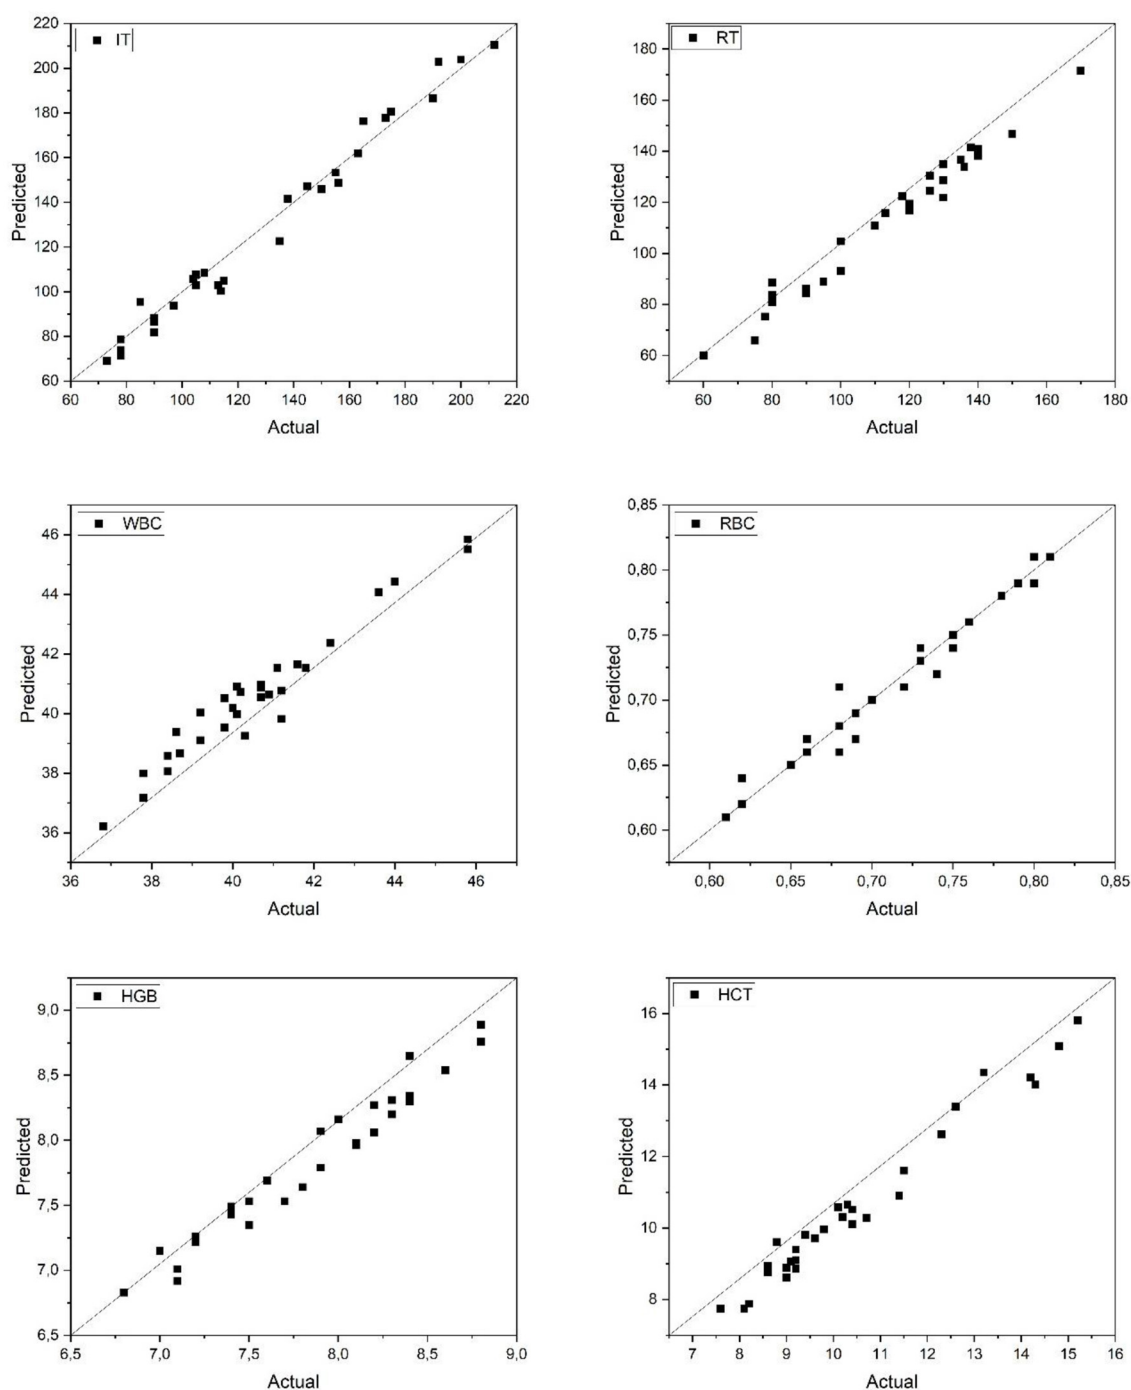 IT
220
200
180
160
140
120
100
80
60
Predicted
60 80 100 120 140 160 180 200 220
Actual
RT
180
160
140
120
100
80
60
Predicted
60 80 100 120 140 160 180
Actual
WBC
46
44
42
40
38
36
Predicted
36 38 40 42 44 46
Actual
RBC
0,85
0,80
0,75
0,70
0,65
0,60
Predicted
0,60 0,65 0,70 0,75 0,80 0,85
Actual
HGB
9,0
8,5
8,0
7,5
7,0
6,5
Predicted
6,5 7,0 7,5 8,0 8,5 9,0
Actual
HCT
16
14
12
10
8
Predicted
7 8 9 10 11 12 13 14 15 16
Actual